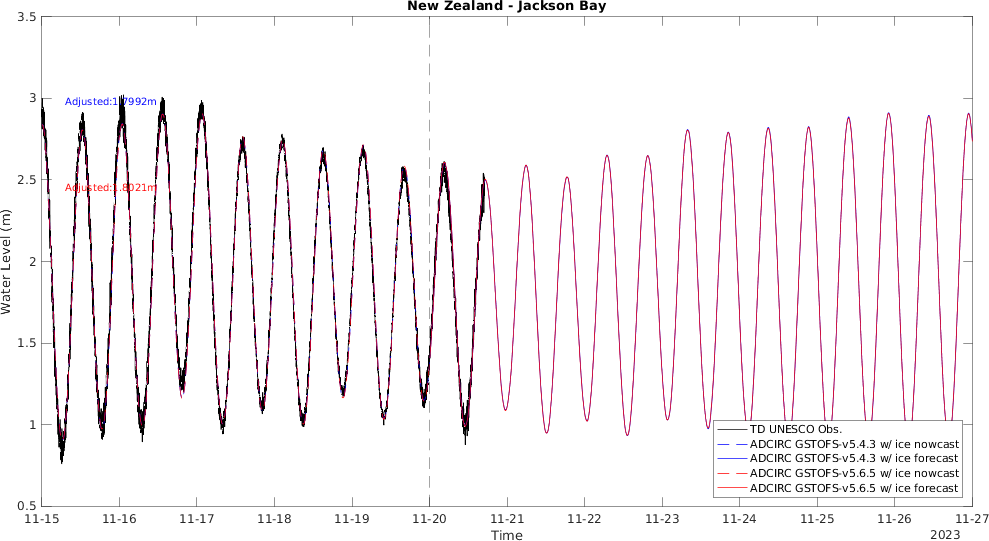 New Zealand - Jackson Bay
3.5
3
2.5
2
1.5
1
0.5
Water Level (m)
Adjusted:1.7992m
Adjusted:1.8021m
TD UNESCO Obs.
ADCIRC GSTOFS-v5.4.3 w/ ice nowcast
ADCIRC GSTOFS-v5.4.3 w/ ice forecast
ADCIRC GSTOFS-v5.6.5 w/ ice nowcast
ADCIRC GSTOFS-v5.6.5 w/ ice forecast
11-15 11-16 11-17 11-18 11-19 11-20 11-21 11-22 11-23 11-24 11-25 11-26 11-27
Time
2023